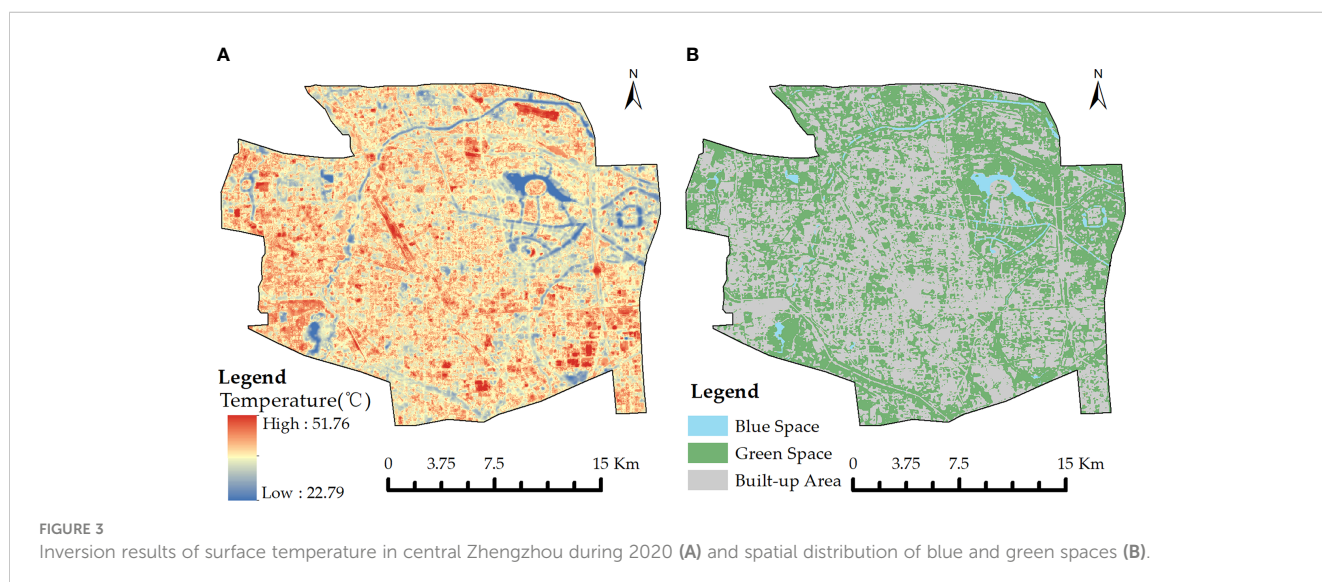 A
N
Legend
Temperature(℃)
High : 51.76
Low : 22.79
0 3.75 7.5 15 Km
B
N
Legend
Blue Space
Green Space
Built-up Area
0 3.75 7.5 15 Km
FIGURE 3
Inversion results of surface temperature in central Zhengzhou during 2020 (A) and spatial distribution of blue and green spaces (B).